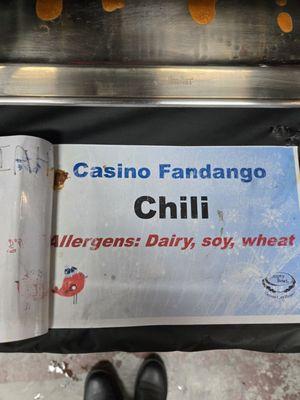 Casino Fandango
Chili
Allergens: Dairy, soy, wheat